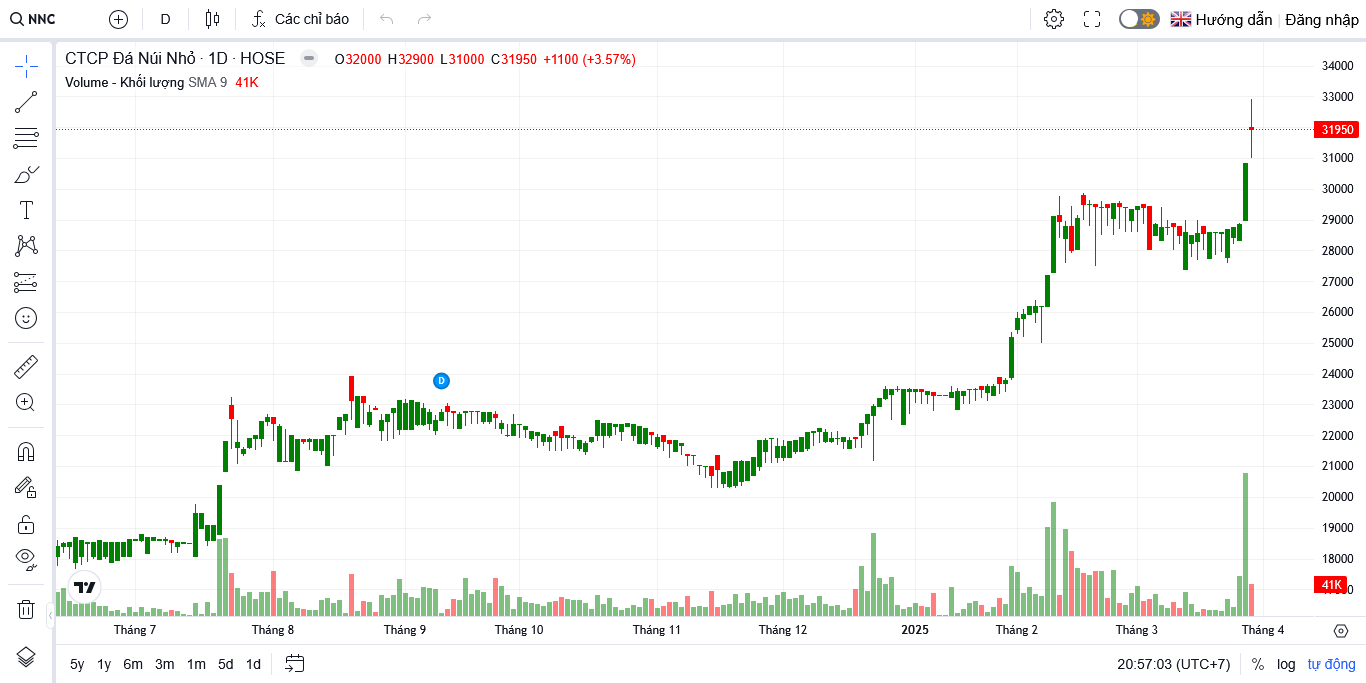 NNC D Các chỉ báo Hướng dẫn Đăng nhập
CTCP Đá Núi Nhỏ · 1D · HOSE O32000 H32900 L31000 C31950 +1100 (+3.57%)
Volume - Khối lượng SMA 9 41K
34000
33000
31950
31000
30000
29000
28000
27000
26000
25000
24000
D
23000
22000
21000
20000
19000
18000
41K
Tháng 7 Tháng 8 Tháng 9 Tháng 10 Tháng 11 Tháng 12 2025 Tháng 2 Tháng 3 Tháng 4
5y 1y 6m 3m 1m 5d 1d 20:57:03 (UTC+7) % log tự động